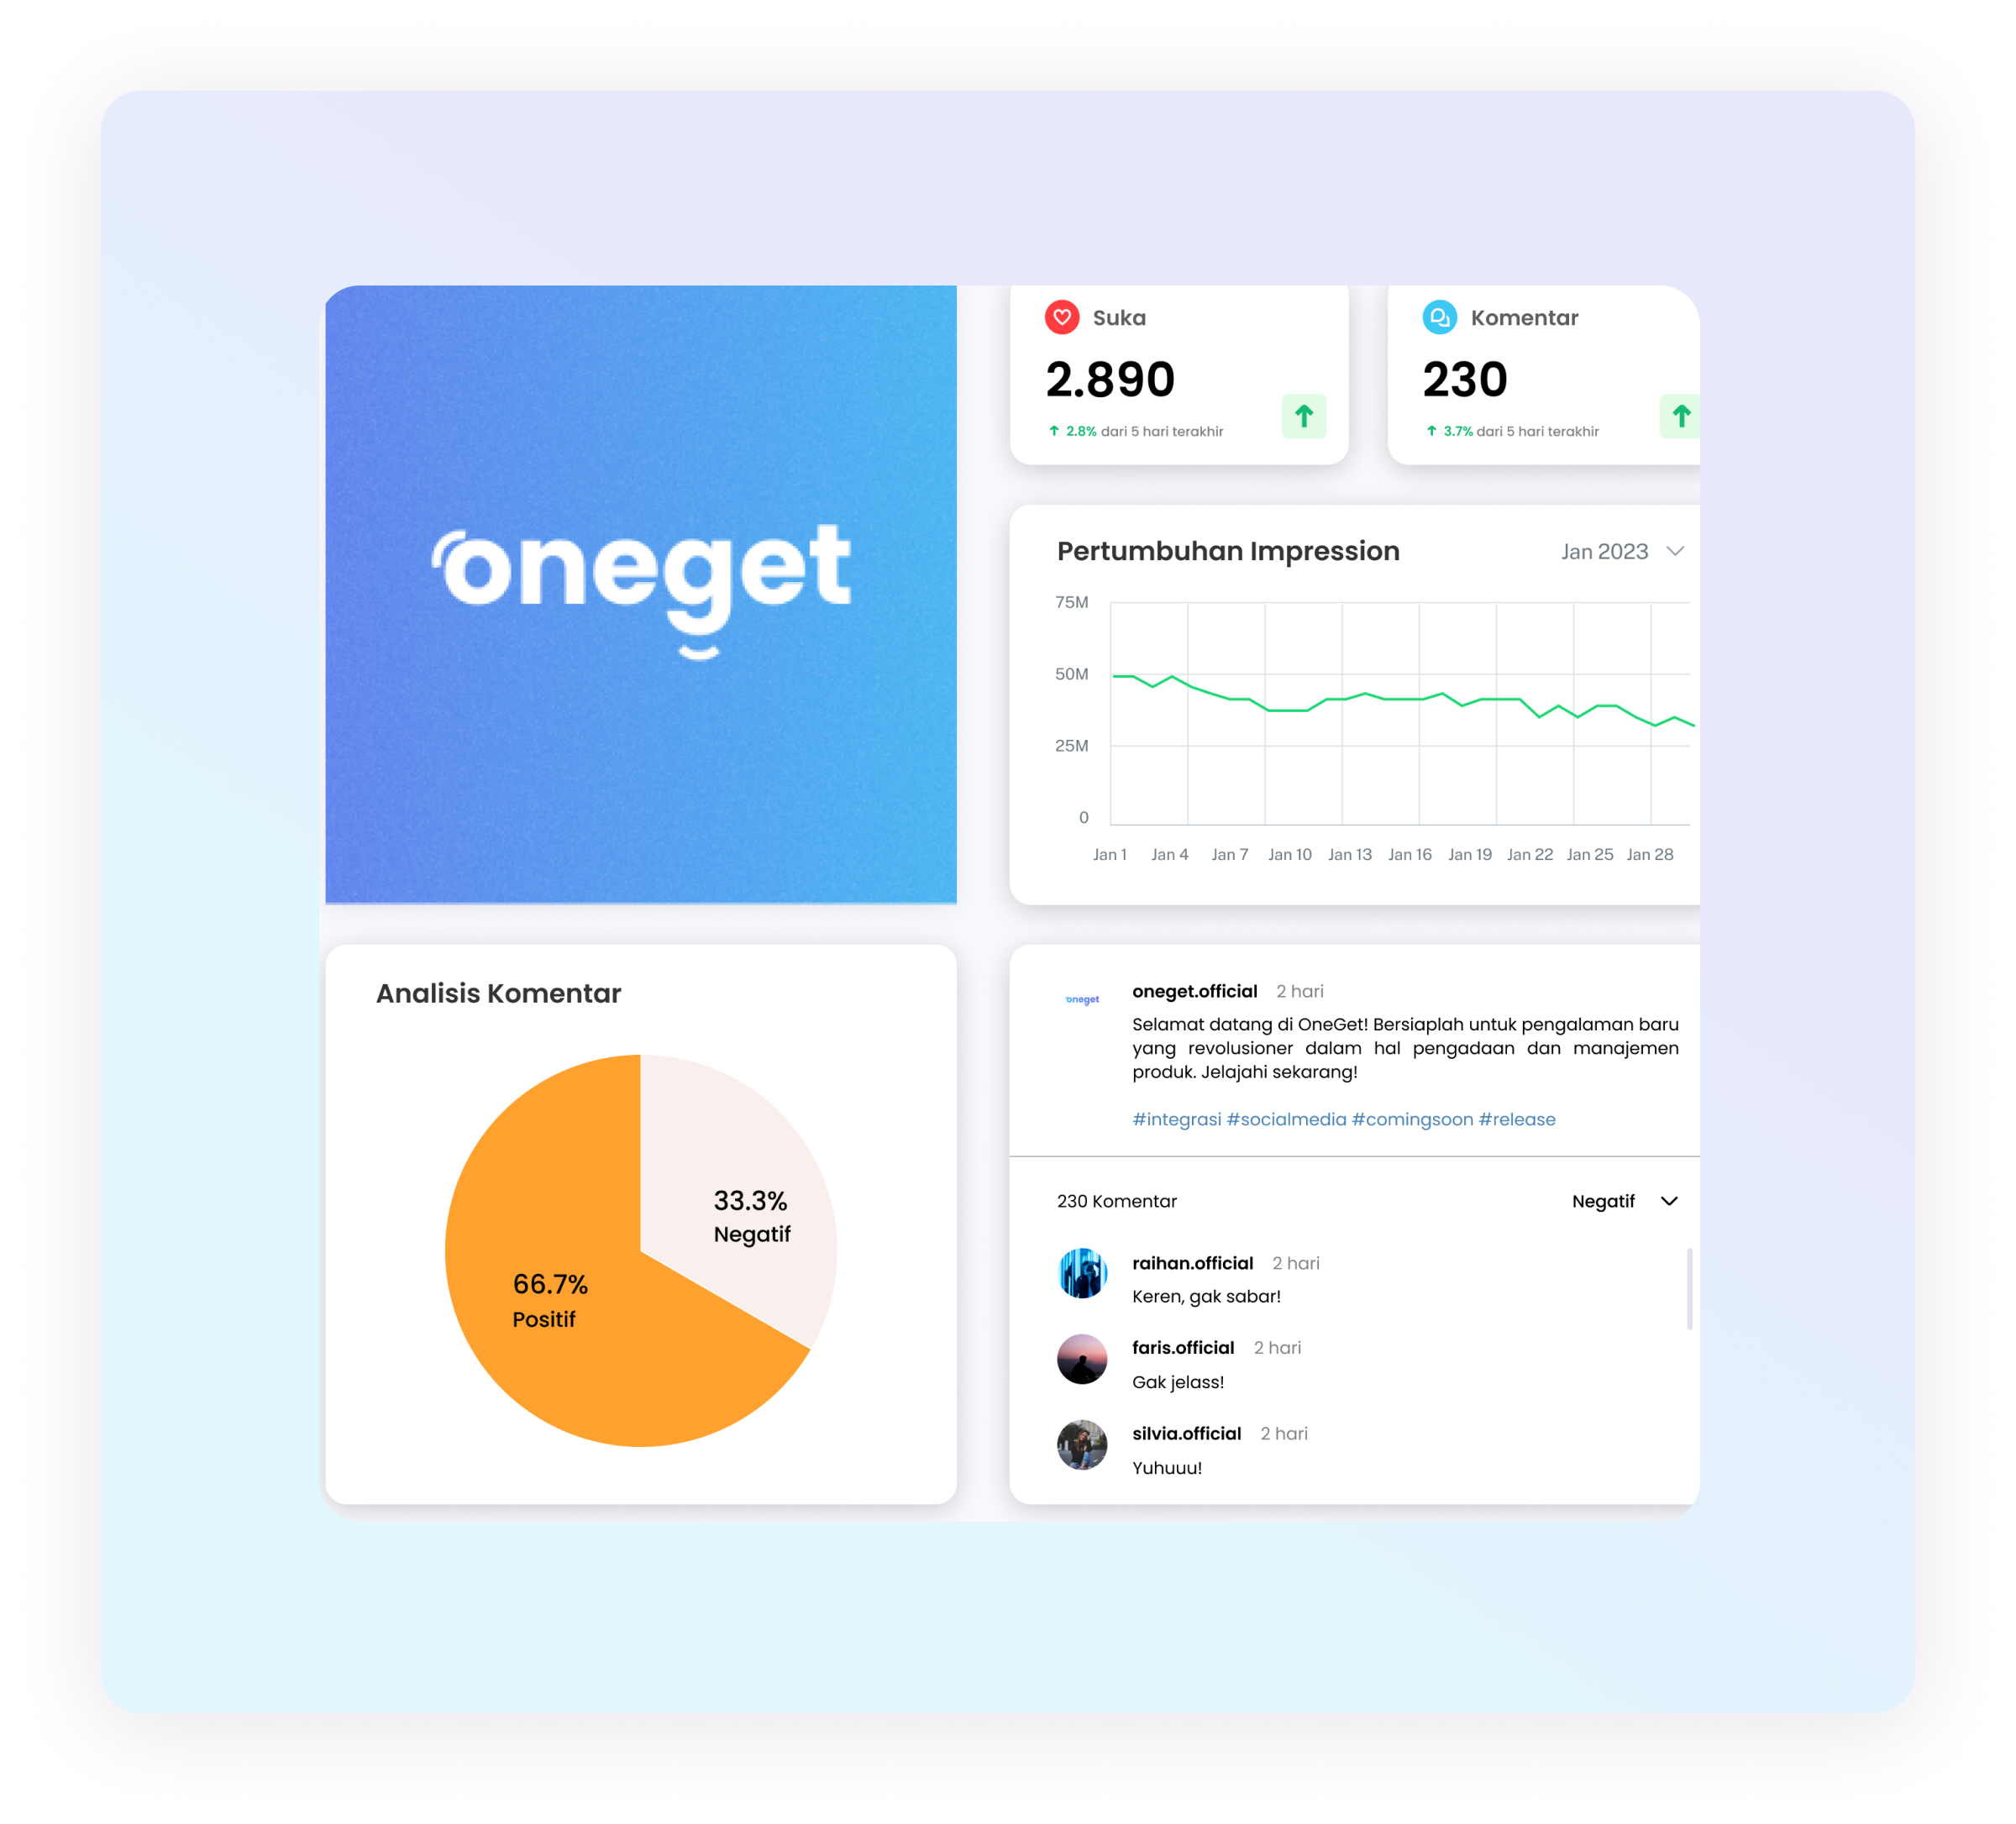 oneget
Suka
2.890
2.8% dari 5 hari terakhir
Komentar
230
3.7% dari 5 hari terakhir
Pertumbuhan Impression
Jan 2023
75M
50M
25M
0
Jan 1 Jan 4 Jan 7 Jan 10 Jan 13 Jan 16 Jan 19 Jan 22 Jan 25 Jan 28
Analisis Komentar
33.3%
Negatif
66.7%
Positif
oneget
oneget.official 2 hari
Selamat datang di OneGet! Bersiaplah untuk pengalaman baru
yang revolusioner dalam hal pengadaan dan manajemen
produk. Jelajahi sekarang!
#integrasi #socialmedia #comingsoon #release
230 Komentar
Negatif
raihan.official 2 hari
Keren, gak sabar!
faris.official 2 hari
Gak jelass!
silvia.official 2 hari
Yuhuuu!